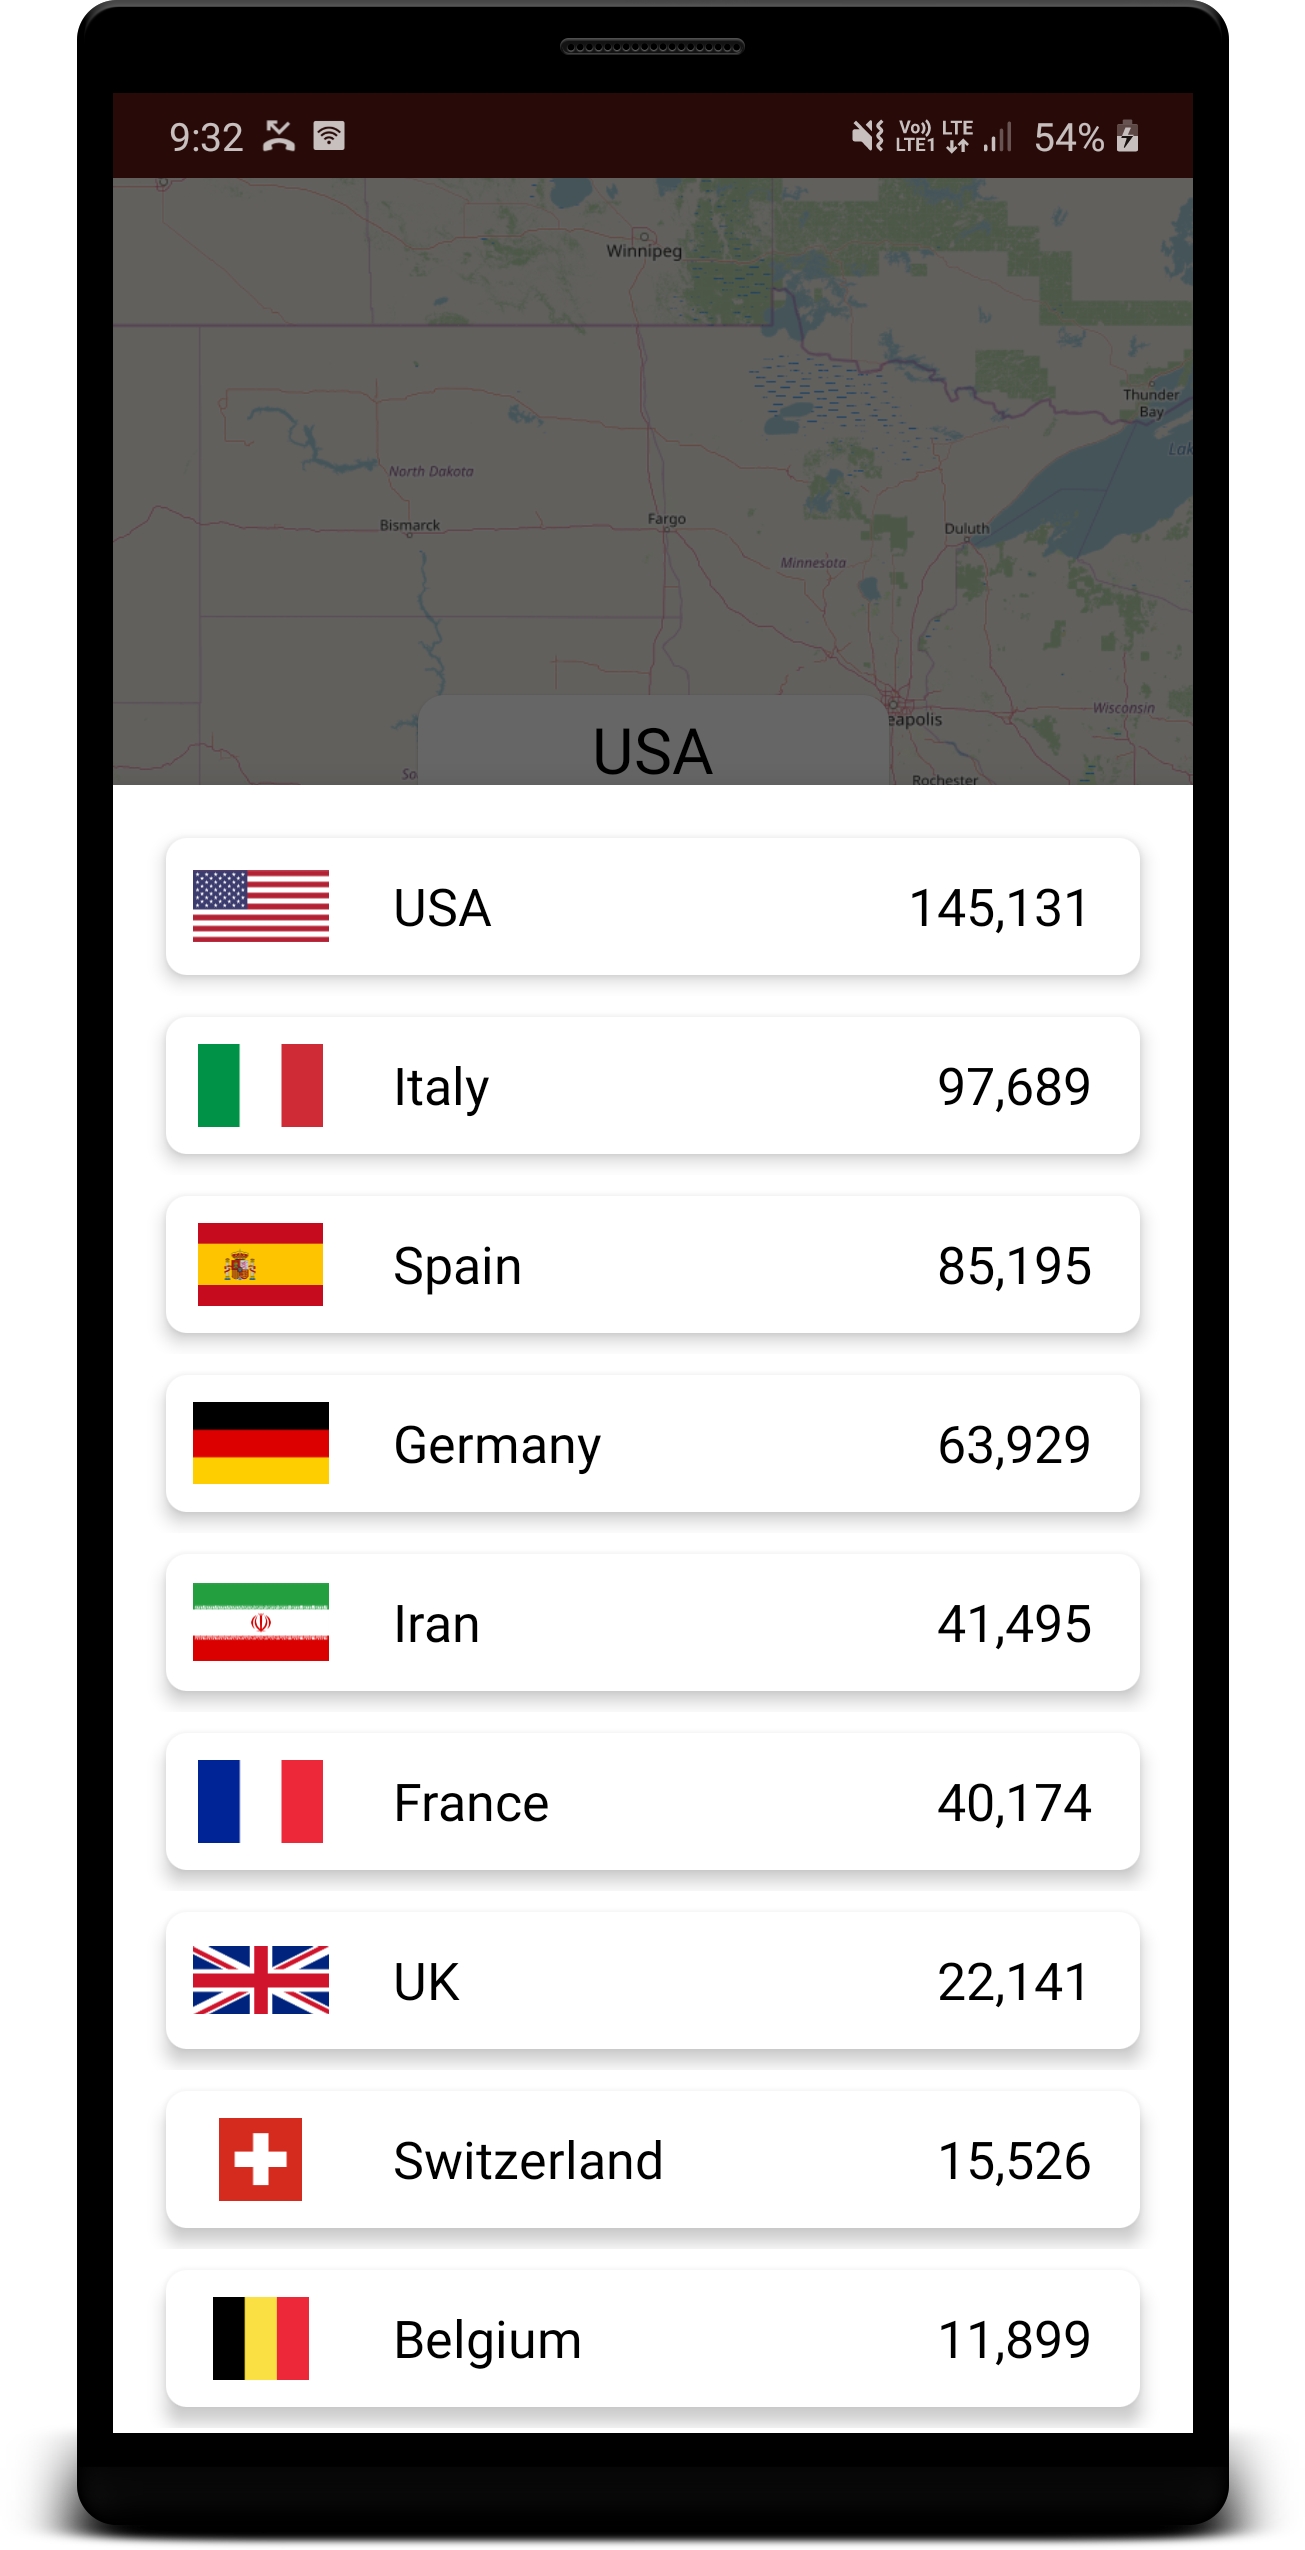 9:32 Vo)) LTE 54%
LTE1
Winnipeg
Thunder
Bay
Lak
North Dakota
Bismarck Fargo Duluth
Minnesota
Wisconsin
eapolis
USA
So
Rochester
USA 145,131
Italy 97,689
Spain 85,195
Germany 63,929
Iran 41,495
France 40,174
UK 22,141
Switzerland 15,526
Belgium 11,899